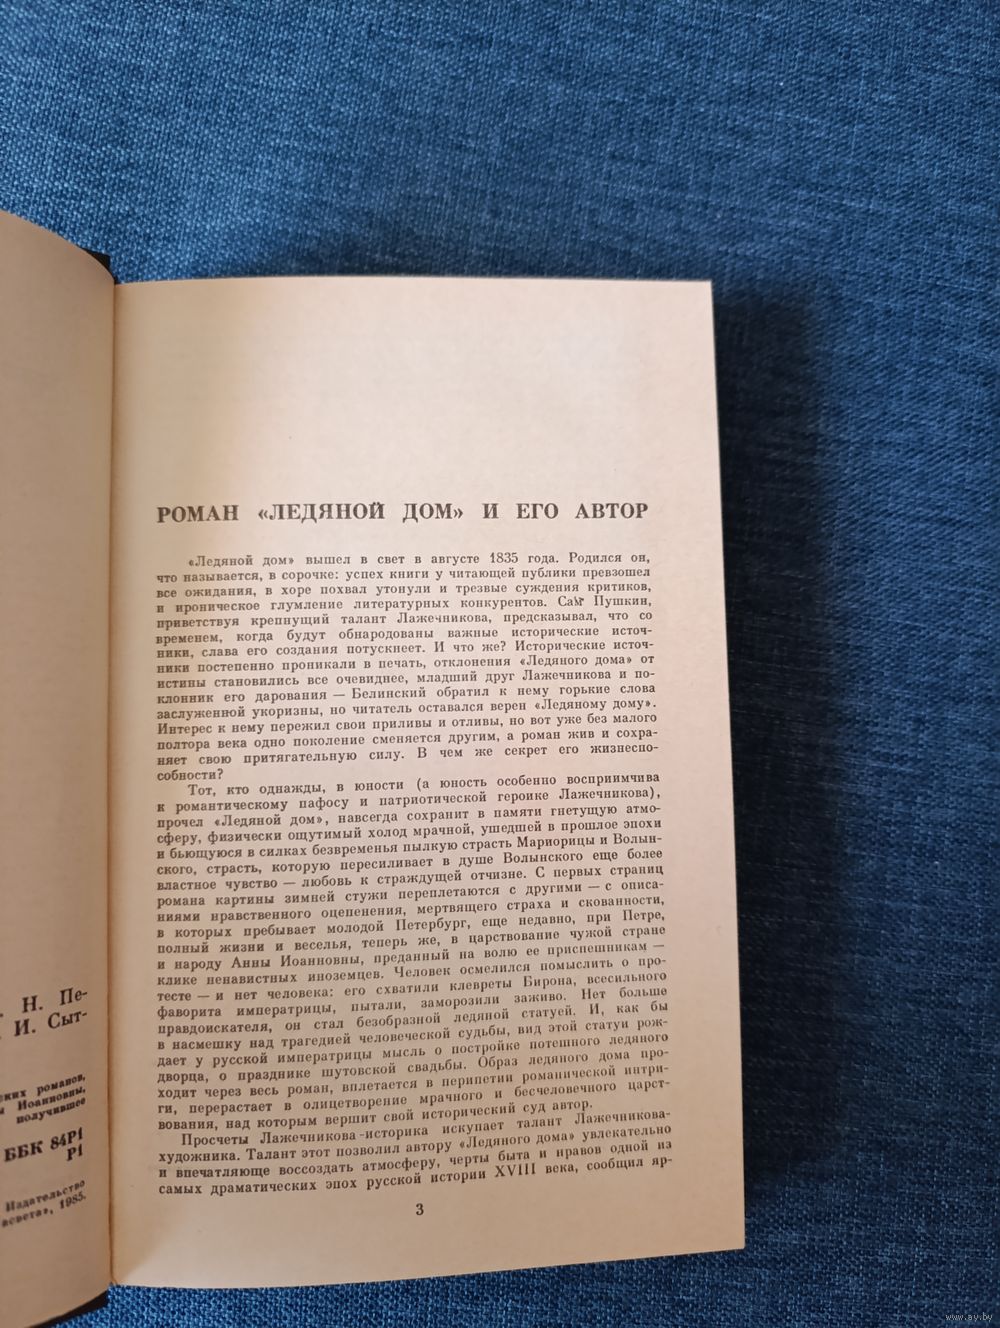 . Н. Пе-
И. Сыт-
ских романов,
Иоанновны,
получившее
ББК 84Р1
Р1
Издательство
1985.
РОМАН «ЛЕДЯНОЙ ДОМ» И ЕГО АВТОР
«Ледяной дом» вышел в свет в августе 1835 года. Родился он,
что называется, в сорочке: успех книги у читающей публики превзошел
все ожидания, в хоре похвал утонули и трезвые суждения критиков,
и ироническое глумление литературных конкурентов. Сам Пушкин,
приветствуя крепнущий талант Лажечникова, предсказывал, что со
временем, когда будут обнародованы важные исторические источ-
ники, слава его создания потускнеет. И что же? Исторические источ-
ники постепенно проникали в печать, отклонения «Ледяного дома» от
истины становились все очевиднее, младший друг Лажечникова и по-
клонник его дарования — Белинский обратил к нему горькие слова
заслуженной укоризны, но читатель оставался верен «Ледяному дому».
Интерес к нему пережил свои приливы и отливы, но вот уже без малого
полтора века одно поколение сменяется другим, а роман жив и сохра-
няет свою притягательную силу. В чем же секрет его жизнеспо-
собности?
Тот, кто однажды, в юности (а юность особенно восприимчива
к романтическому пафосу и патриотической героике Лажечникова),
прочел «Ледяной дом», навсегда сохранит в памяти гнетущую атмо-
сферу, физически ощутимый холод мрачной, ушедшей в прошлое эпохи
и бьющуюся в силках безвременья пылкую страсть Мариорицы и Волын-
ского, страсть, которую пересиливает в душе Волынского еще более
властное чувство — любовь к страждущей отчизне. С первых страниц
романа картины зимней стужи переплетаются с другими — с описа-
ниями нравственного оцепенения, мертвящего страха и скованности,
в которых пребывает молодой Петербург, еще недавно, при Петре,
полный жизни и веселья, теперь же, в царствование чужой стране
и народу Анны Иоанновны, преданный на волю ее приспешникам —
клике ненавистных иноземцев. Человек осмелился помыслить о про-
тесте — и нет человека: его схватили клевреты Бирона, всесильного
фаворита императрицы, пытали, заморозили заживо. Нет больше
правдоискателя, он стал безобразной ледяной статуей. И, как бы
в насмешку над трагедией человеческой судьбы, вид этой статуи рож-
дает у русской императрицы мысль о постройке потешного ледяного
дворца, о празднике шутовской свадьбы. Образ ледяного дома про-
ходит через весь роман, вплетается в перипетии романической интри-
ги, перерастает в олицетворение мрачного и бесчеловечного царст-
вования, над которым вершит свой исторический суд автор.
Просчеты Лажечникова-историка искупает талант Лажечникова-
художника. Талант этот позволил автору «Ледяного дома» увлекательно
и впечатляюще воссоздать атмосферу, черты быта и нравов одной из
самых драматических эпох русской истории XVIII века, сообщил яр-
3
www.ay.by